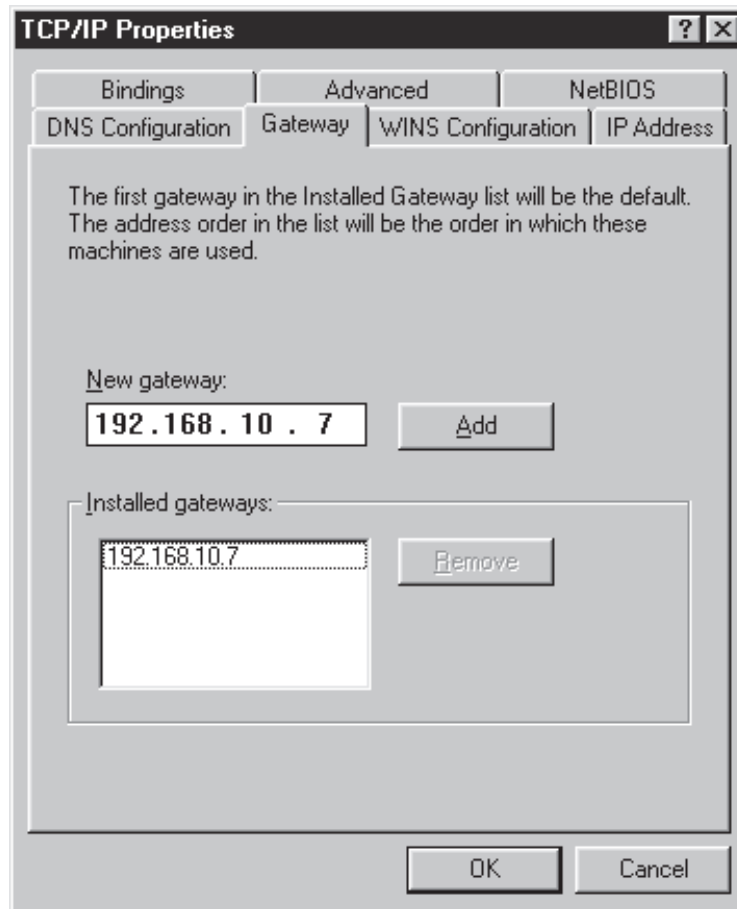 TCP/IP Properties
Bindings Advanced NetBIOS
DNS Configuration Gateway WINS Configuration IP Address
The first gateway in the Installed Gateway list will be the default.
The address order in the list will be the order in which these
machines are used.
New gateway:
192.168. 10 . 7 Add
Installed gateways:
192.168.10.7 Remove
OK Cancel